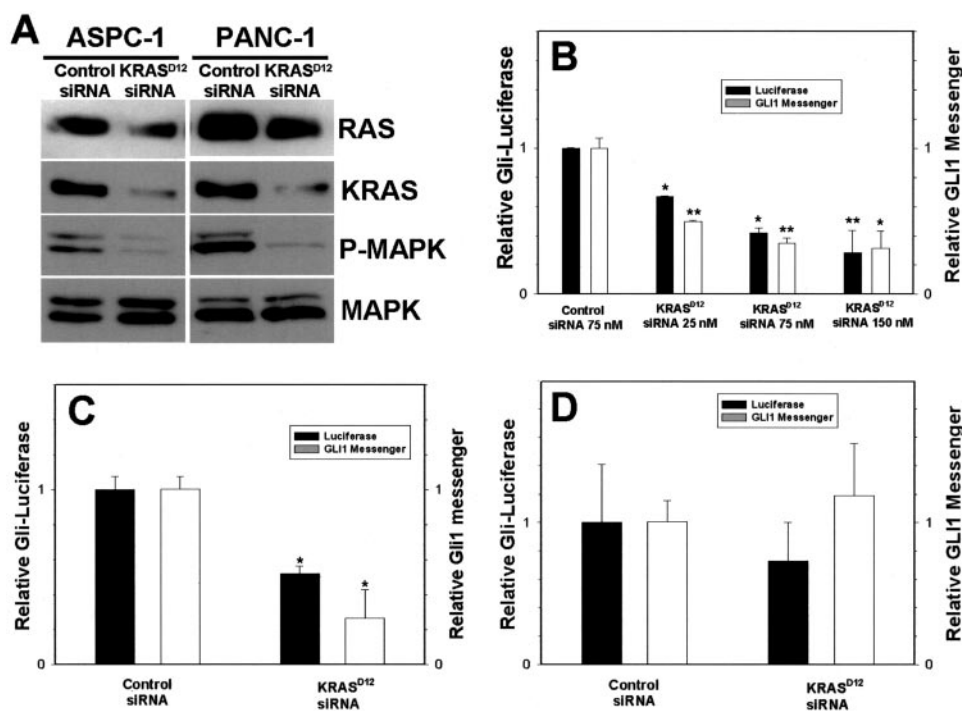 A
ASPC-1 PANC-1
Control KRASD12 Control KRASD12
siRNA siRNA siRNA siRNA
RAS
KRAS
P-MAPK
MAPK
B
Luciferase
GLI1 Messenger
Relative Gli-Luciferase
1
0
Relative GLI1 Messenger
1
0
* ** * ** ** *
Control KRASD12 KRASD12 KRASD12
siRNA 75 nM siRNA 25 nM siRNA 75 nM siRNA 150 nM
C
Luciferase
GLI1 Messenger
Relative Gli-Luciferase
1
0
Relative Gli1 messenger
1
0
* *
Control KRASD12
siRNA siRNA
D
Luciferase
GLI1 Messenger
Relative Gli-Luciferase
1
0
Relative GLI1 Messenger
1
0
Control KRASD12
siRNA siRNA